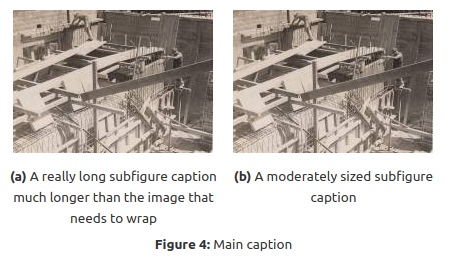 (a) A really long subfigure caption
much longer than the image that
needs to wrap
(b) A moderately sized subfigure
caption
Figure 4: Main caption